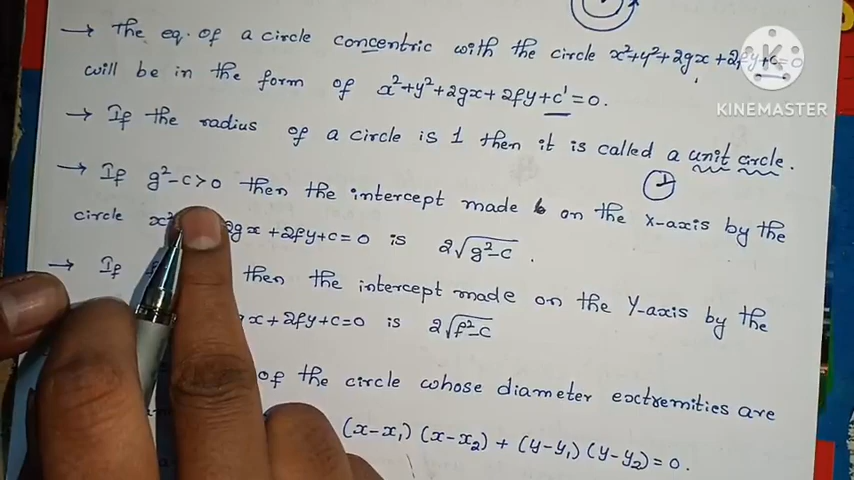 → The eq. of a circle concentric with the circle x²+y²+2gx+2fy+c=0
will be in the form of x²+y²+2gx+2fy+c'=0.
K
KINEMASTER
→ If the radius of a circle is 1 then it is called a unit circle.
→ If g²-c>0 then the intercept made on the X-axis by the
circle gx+2fy+c=0 is 2√g²-c.
→ If then the intercept made on the Y-axis by the
gx+2fy+c=0 is 2√f²-c
of the circle whose diameter exctremities are
(x-x₁)(x-x₂)+(y-y₁)(y-y₂)=0.